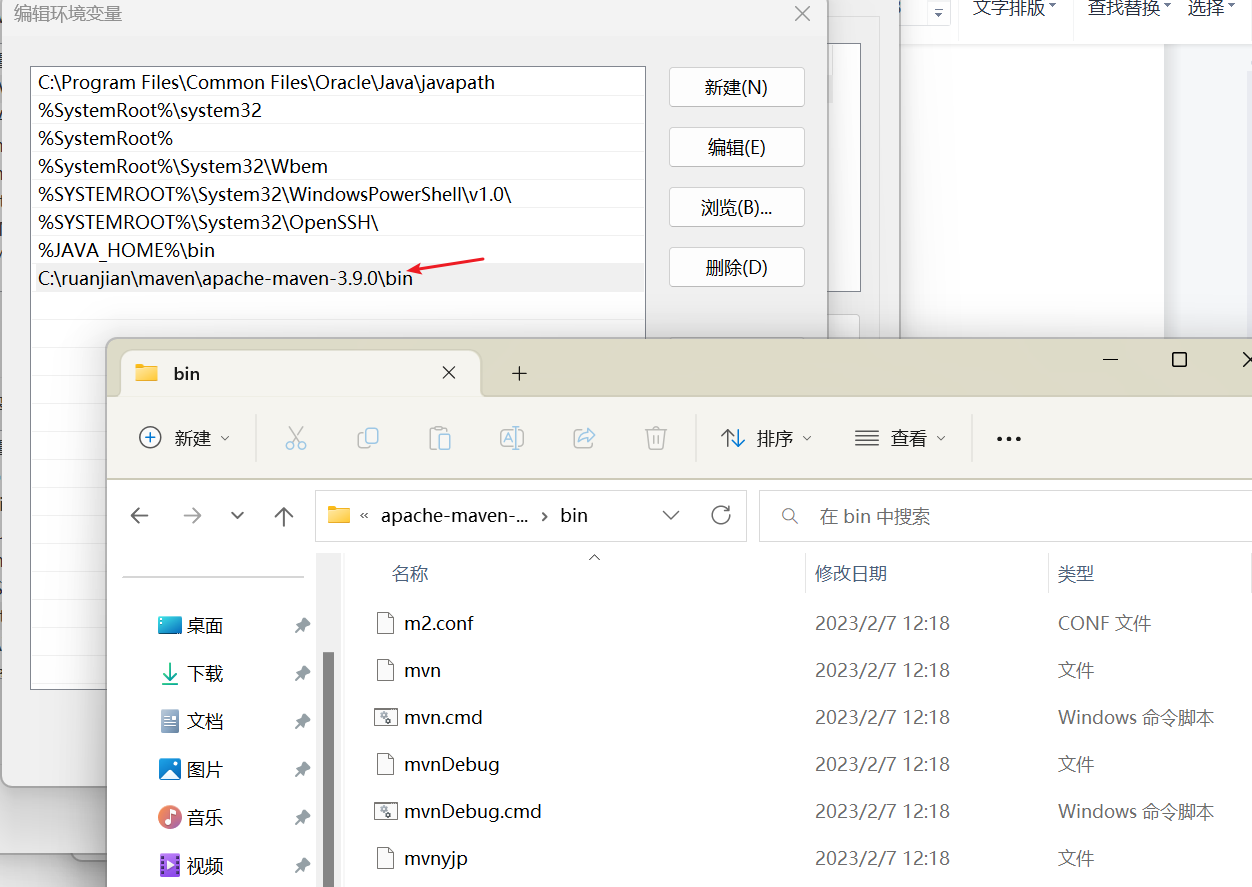 编辑环境变量
文字排版
查找替换
选择
C:\Program Files\Common Files\Oracle\Java\javapath
%SystemRoot%\system32
%SystemRoot%
%SystemRoot%\System32\Wbem
%SYSTEMROOT%\System32\WindowsPowerShell\v1.0\
%SYSTEMROOT%\System32\OpenSSH\
%JAVA_HOME%\bin
C:\ruanjian\maven\apache-maven-3.9.0\bin
新建(N)
编辑(E)
浏览(B)...
删除(D)
bin
新建
排序
查看
« apache-maven-... › bin
在 bin 中搜索
名称 修改日期 类型
桌面
下载
文档
图片
音乐
视频
m2.conf 2023/2/7 12:18 CONF 文件
mvn 2023/2/7 12:18 文件
mvn.cmd 2023/2/7 12:18 Windows 命令脚本
mvnDebug 2023/2/7 12:18 文件
mvnDebug.cmd 2023/2/7 12:18 Windows 命令脚本
mvnyjp 2023/2/7 12:18 文件